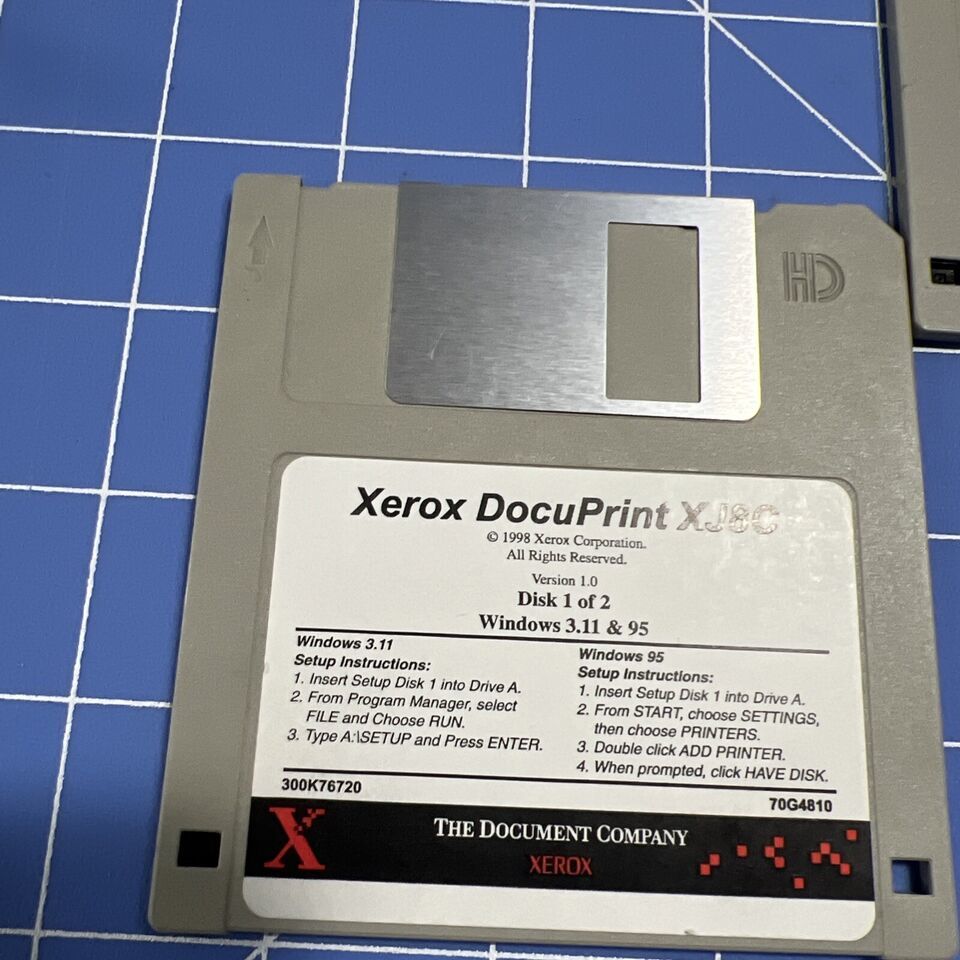 HD
Xerox DocuPrint XJ8C
© 1998 Xerox Corporation.
All Rights Reserved.
Version 1.0
Disk 1 of 2
Windows 3.11 & 95
Windows 3.11
Setup Instructions:
1. Insert Setup Disk 1 into Drive A.
2. From Program Manager, select
FILE and Choose RUN.
3. Type A:\SETUP and Press ENTER.
Windows 95
Setup Instructions:
1. Insert Setup Disk 1 into Drive A.
2. From START, choose SETTINGS,
then choose PRINTERS.
3. Double click ADD PRINTER.
4. When prompted, click HAVE DISK.
300K76720
70G4810
X
THE DOCUMENT COMPANY
XEROX